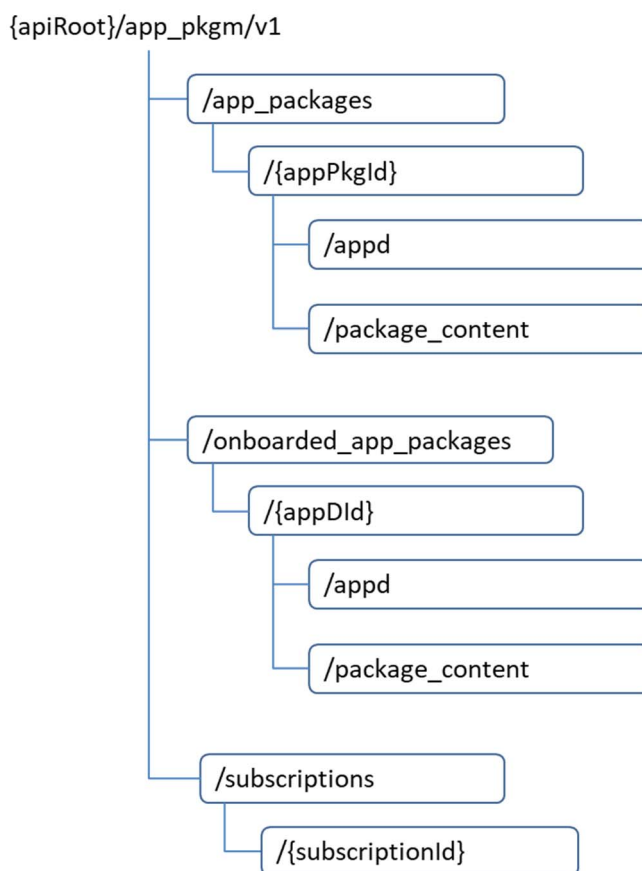 {apiRoot}/app_pkgm/v1
/app_packages
/{appPkgId}
/appd
/package_content
/onboarded_app_packages
/{appDId}
/appd
/package_content
/subscriptions
/{subscriptionId}